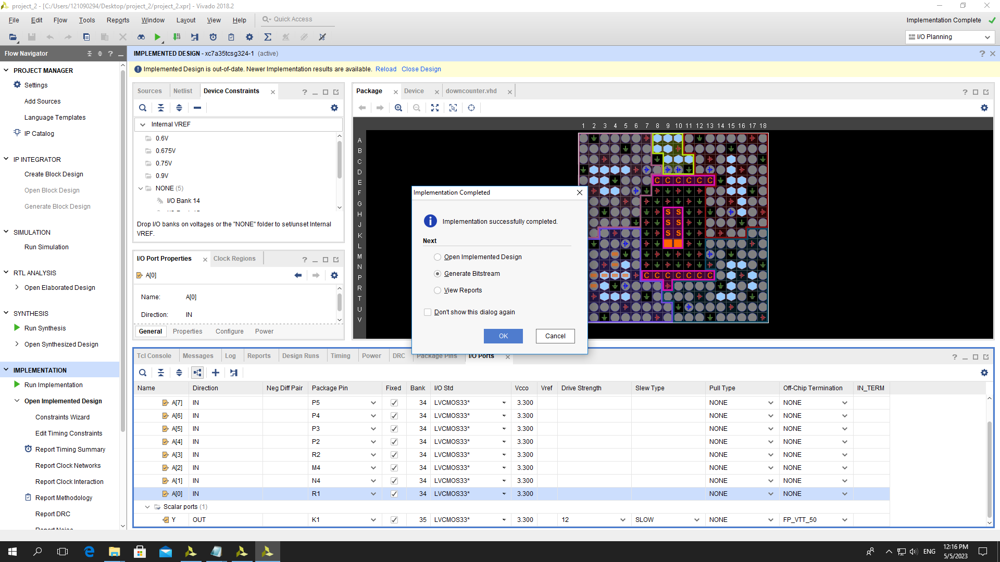 project_2 - [C:/Users/121090294/Desktop/project_2/project_2.xpr] - Vivado 2018.2
File Edit Flow Tools Reports Window Layout View Help Quick Access
Implementation Complete
I/O Planning
Flow Navigator
IMPLEMENTED DESIGN - xc7a35tcsg324-1 (active)
Implemented Design is out-of-date. Newer Implementation results are available. Reload Close Design
PROJECT MANAGER
Settings
Add Sources
Language Templates
IP Catalog
IP INTEGRATOR
Create Block Design
Open Block Design
Generate Block Design
SIMULATION
Run Simulation
RTL ANALYSIS
Open Elaborated Design
SYNTHESIS
Run Synthesis
Open Synthesized Design
IMPLEMENTATION
Run Implementation
Open Implemented Design
Constraints Wizard
Edit Timing Constraints
Report Timing Summary
Report Clock Networks
Report Clock Interaction
Report Methodology
Report DRC
Sources Netlist Device Constraints
Internal VREF
0.6V
0.675V
0.75V
0.9V
NONE (5)
I/O Bank 14
Drop I/O banks on voltages or the "NONE" folder to set/unset Internal
VREF.
I/O Port Properties Clock Regions
A[0]
Name: A[0]
Direction: IN
General Properties Configure Power
Package Device downcounter.vhd
1 2 3 4 5 6 7 8 9 10 11 12 13 14 15 16 17 18
A
B
C
D
E
F
G
H
J
K
L
M
N
P
R
T
U
V
C C C C C C
S S
S S
S S
C C C C C C C
Implementation Completed
Implementation successfully completed.
Next
Open Implemented Design
Generate Bitstream
View Reports
Don't show this dialog again
OK Cancel
Tcl Console Messages Log Reports Design Runs Timing Power DRC Package Pins I/O Ports
Name Direction Neg Diff Pair Package Pin Fixed Bank I/O Std Vcco Vref Drive Strength Slew Type Pull Type Off-Chip Termination IN_TERM
A[7] IN P5 34 LVCMOS33* 3.300 NONE NONE
A[6] IN P4 34 LVCMOS33* 3.300 NONE NONE
A[5] IN P3 34 LVCMOS33* 3.300 NONE NONE
A[4] IN P2 34 LVCMOS33* 3.300 NONE NONE
A[3] IN R2 34 LVCMOS33* 3.300 NONE NONE
A[2] IN M4 34 LVCMOS33* 3.300 NONE NONE
A[1] IN N4 34 LVCMOS33* 3.300 NONE NONE
A[0] IN R1 34 LVCMOS33* 3.300 NONE NONE
Scalar ports (1)
Y OUT K1 35 LVCMOS33* 3.300 12 SLOW NONE FP_VTT_50
ENG
12:16 PM
5/5/2023